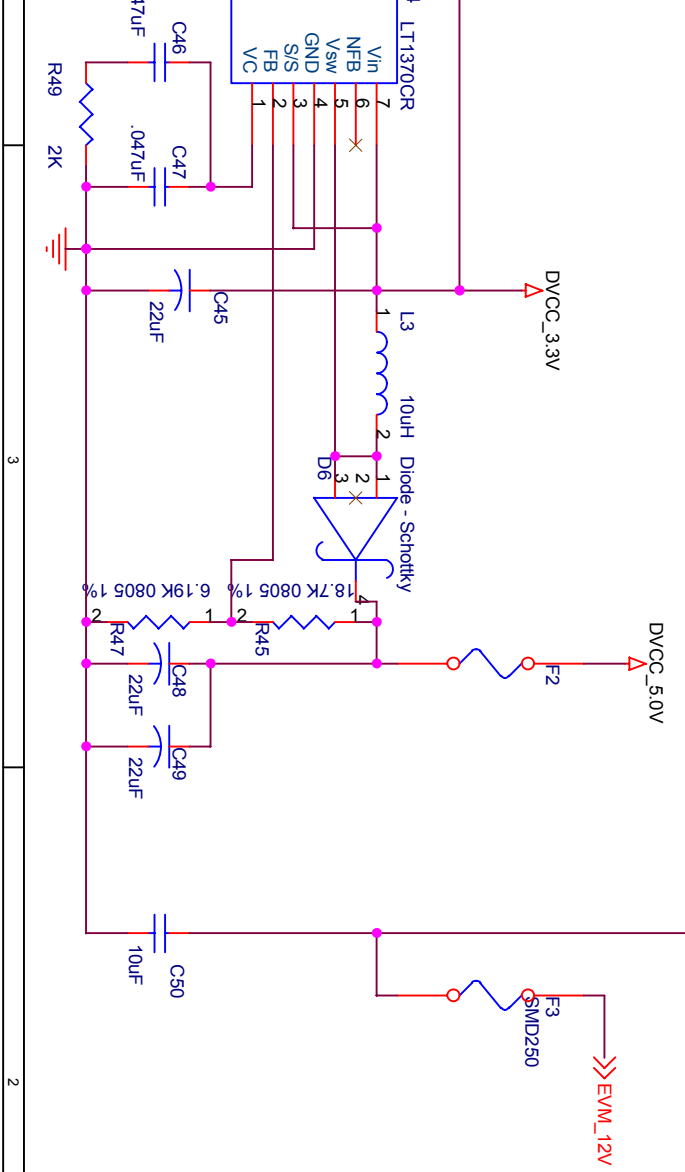 LT1370CR
Vin
NFB
Vsw
GND
S/S
FB
VC
7
6
5
4
3
2
1
47uF
C46
R49
2K
.047uF
C47
C45
22uF
DVCC_3.3V
L3
10uH
1
2
Diode - Schottky
D6
1
2
3
4
6.19K 0805 1%
R47
1
2
18.7K 0805 1%
R45
1
2
C48
22uF
C49
22uF
F2
DVCC_5.0V
C50
10uF
F3
SMD250
EVM_12V
3
2